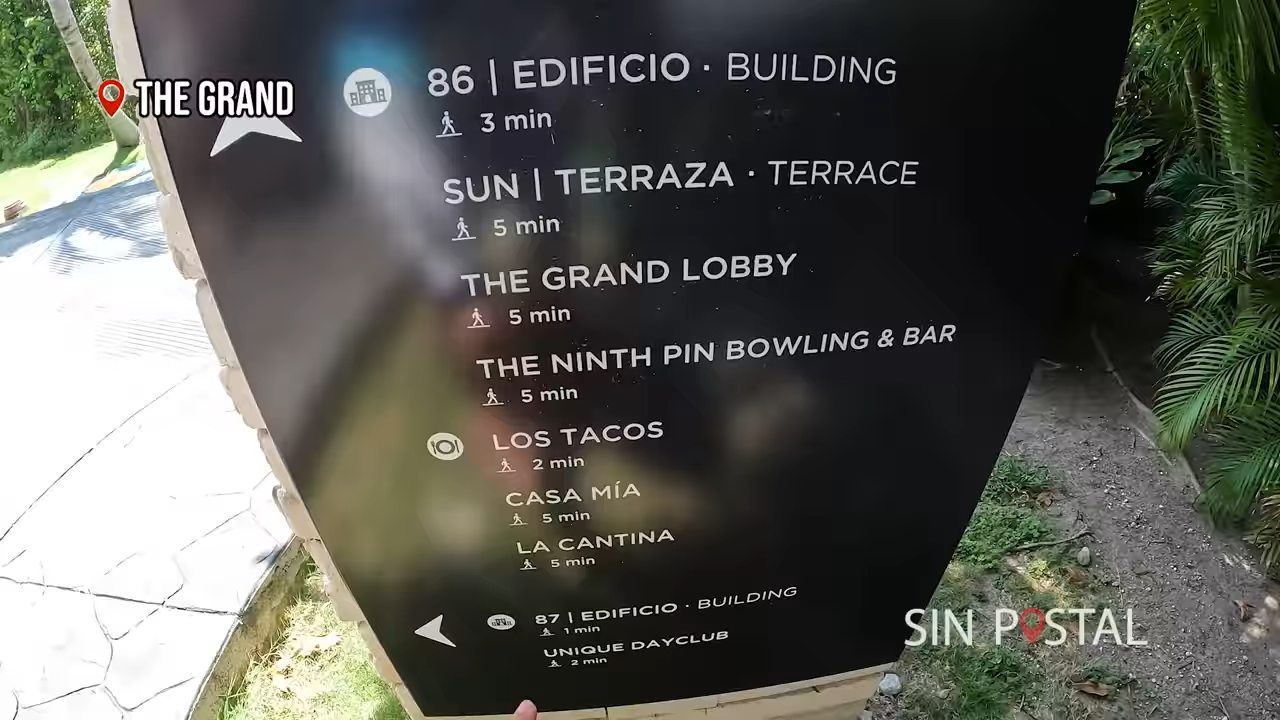 THE GRAND
86 | EDIFICIO · BUILDING
3 min
SUN | TERRAZA · TERRACE
5 min
THE GRAND LOBBY
5 min
THE NINTH PIN BOWLING & BAR
5 min
LOS TACOS
2 min
CASA MÍA
5 min
LA CANTINA
5 min
87 | EDIFICIO · BUILDING
1 min
UNIQUE DAYCLUB
2 min
SIN POSTAL